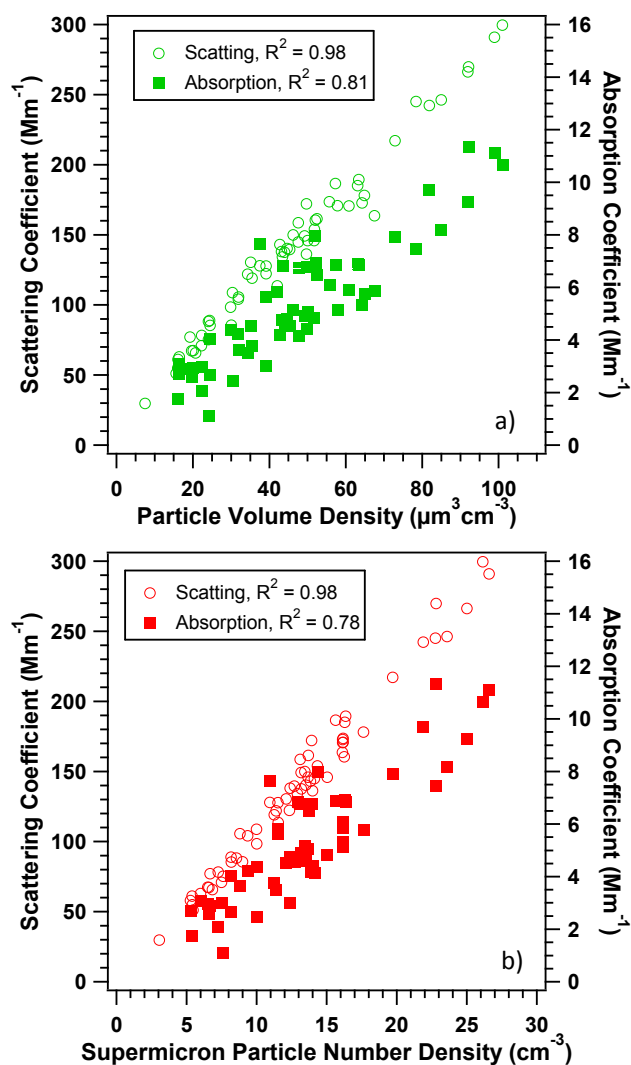 300
250
200
150
100
50
0
Scattering Coefficient (Mm⁻¹)
Scatting, R² = 0.98
Absorption, R² = 0.81
16
14
12
10
8
6
4
2
0
Absorption Coefficient (Mm⁻¹)
a)
0 20 40 60 80 100
Particle Volume Density (µm³cm⁻³)
300
250
200
150
100
50
0
Scattering Coefficient (Mm⁻¹)
Scatting, R² = 0.98
Absorption, R² = 0.78
16
14
12
10
8
6
4
2
0
Absorption Coefficient (Mm⁻¹)
b)
0 5 10 15 20 25 30
Supermicron Particle Number Density (cm⁻³)